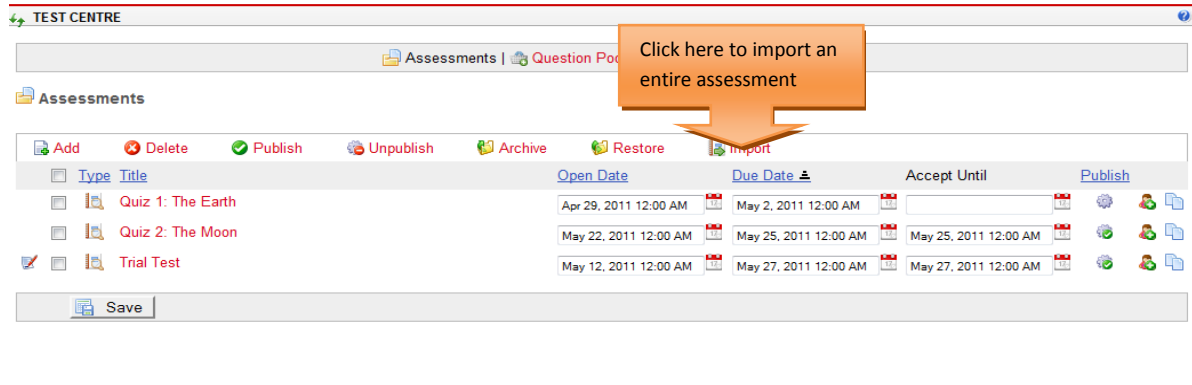 TEST CENTRE
Assessments | Question Poo
Click here to import an
entire assessment
Assessments
Add Delete Publish Unpublish Archive Restore Import
Type Title Open Date Due Date Accept Until Publish
Quiz 1: The Earth Apr 29, 2011 12:00 AM May 2, 2011 12:00 AM
Quiz 2: The Moon May 22, 2011 12:00 AM May 25, 2011 12:00 AM May 25, 2011 12:00 AM
Trial Test May 12, 2011 12:00 AM May 27, 2011 12:00 AM May 27, 2011 12:00 AM
Save